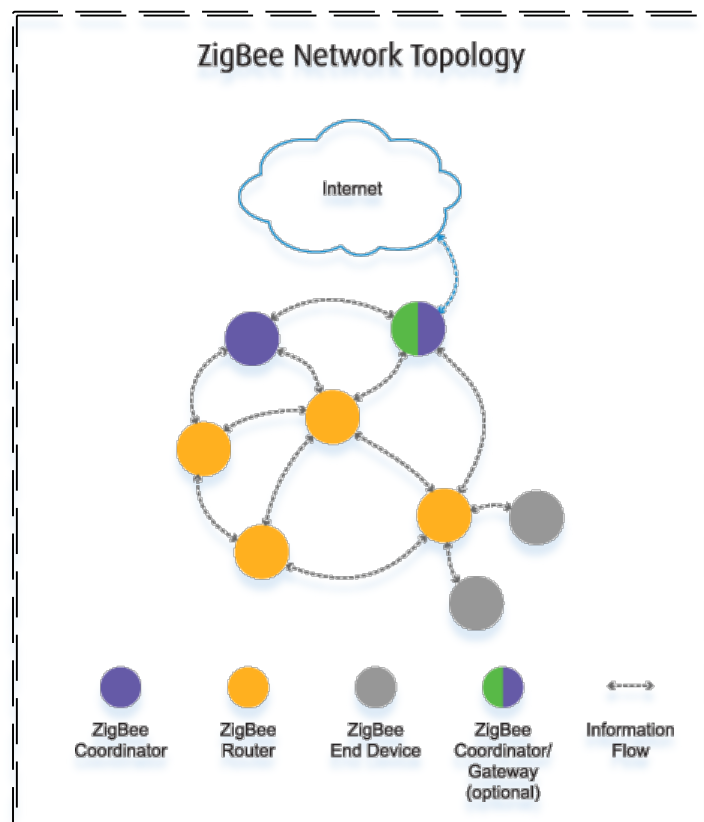 ZigBee Network Topology
Internet
ZigBee
Coordinator
ZigBee
Router
ZigBee
End Device
ZigBee
Coordinator/
Gateway
(optional)
Information
Flow